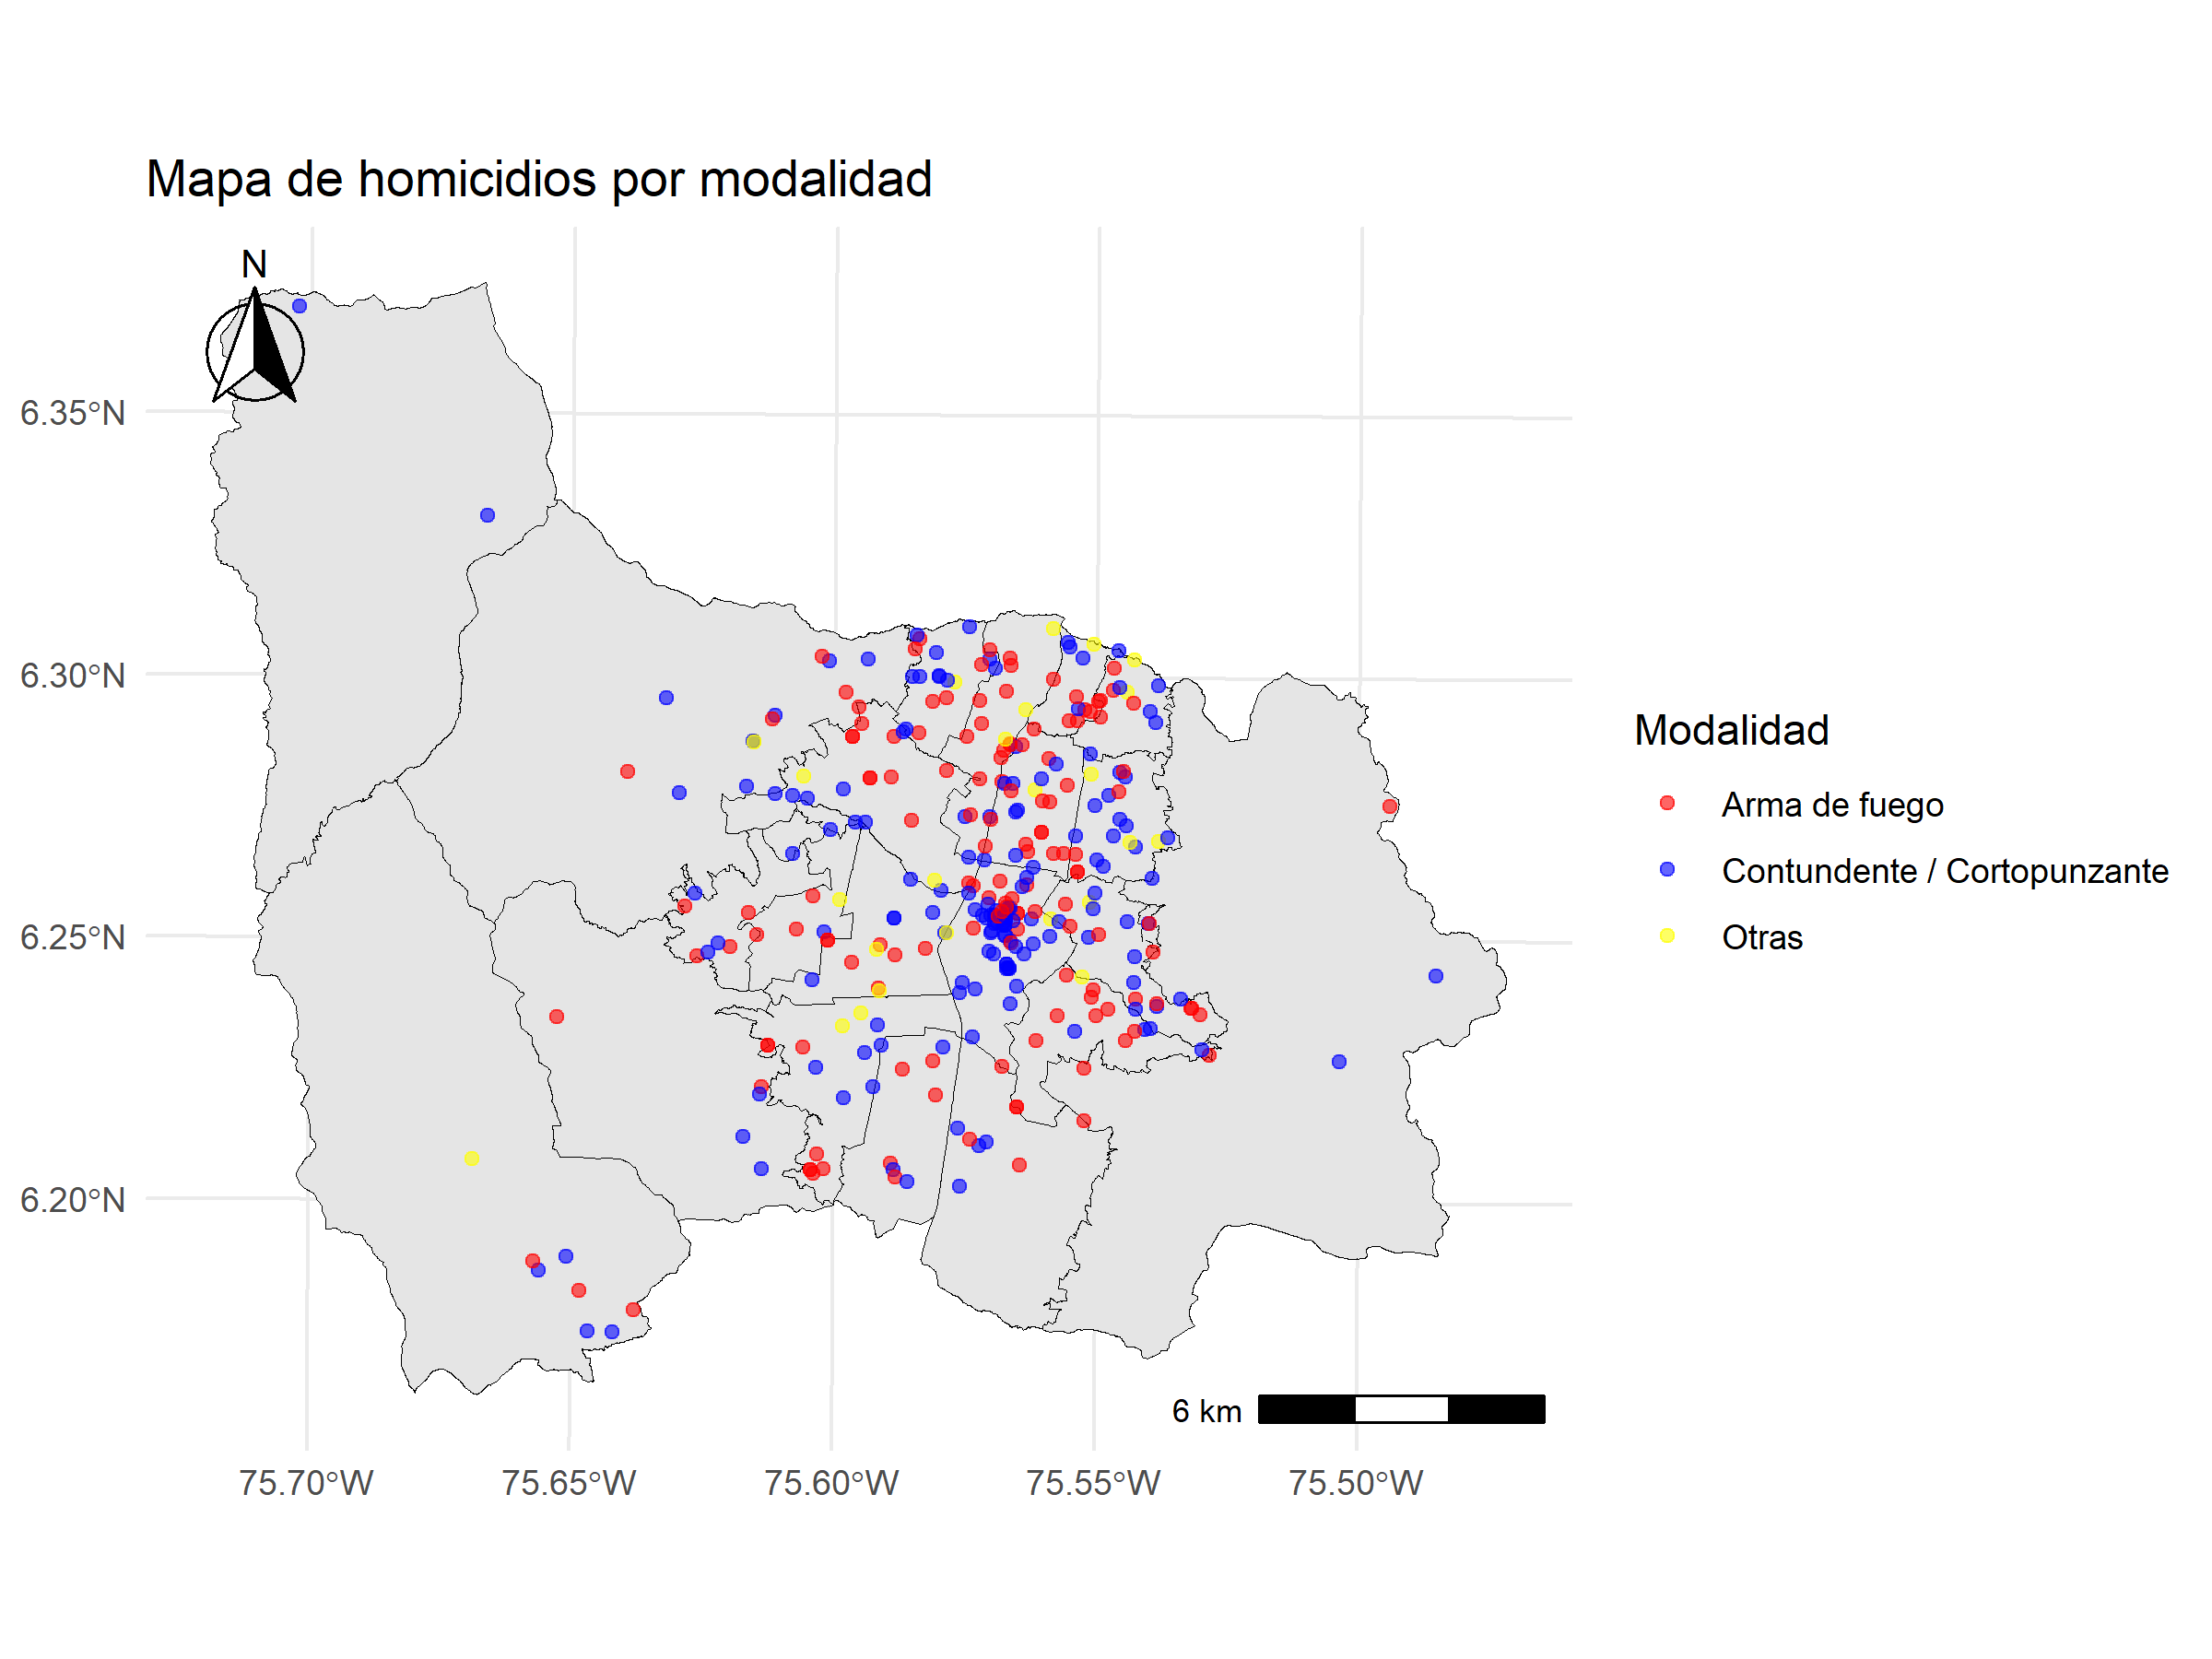 Mapa de homicidios por modalidad
N
6.35°N
6.30°N
6.25°N
6.20°N
75.70°W
75.65°W
75.60°W
75.55°W
75.50°W
6 km
Modalidad
Arma de fuego
Contundente / Cortopunzante
Otras